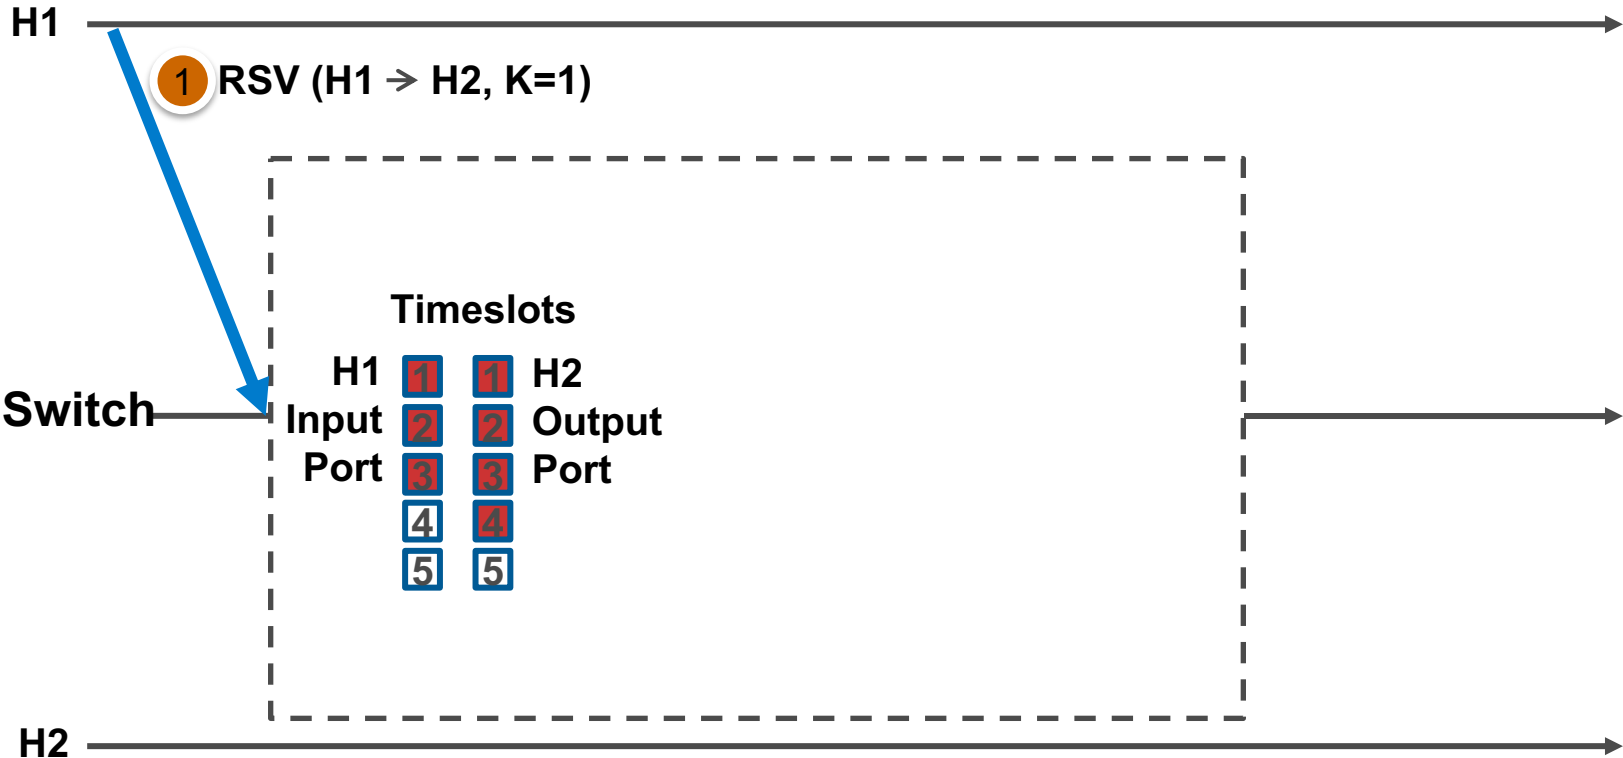 H1
1 RSV (H1 → H2, K=1)
Timeslots
H1 1 1 H2
Switch
Input 2 2 Output
Port 3 3 Port
4 4
5 5
H2